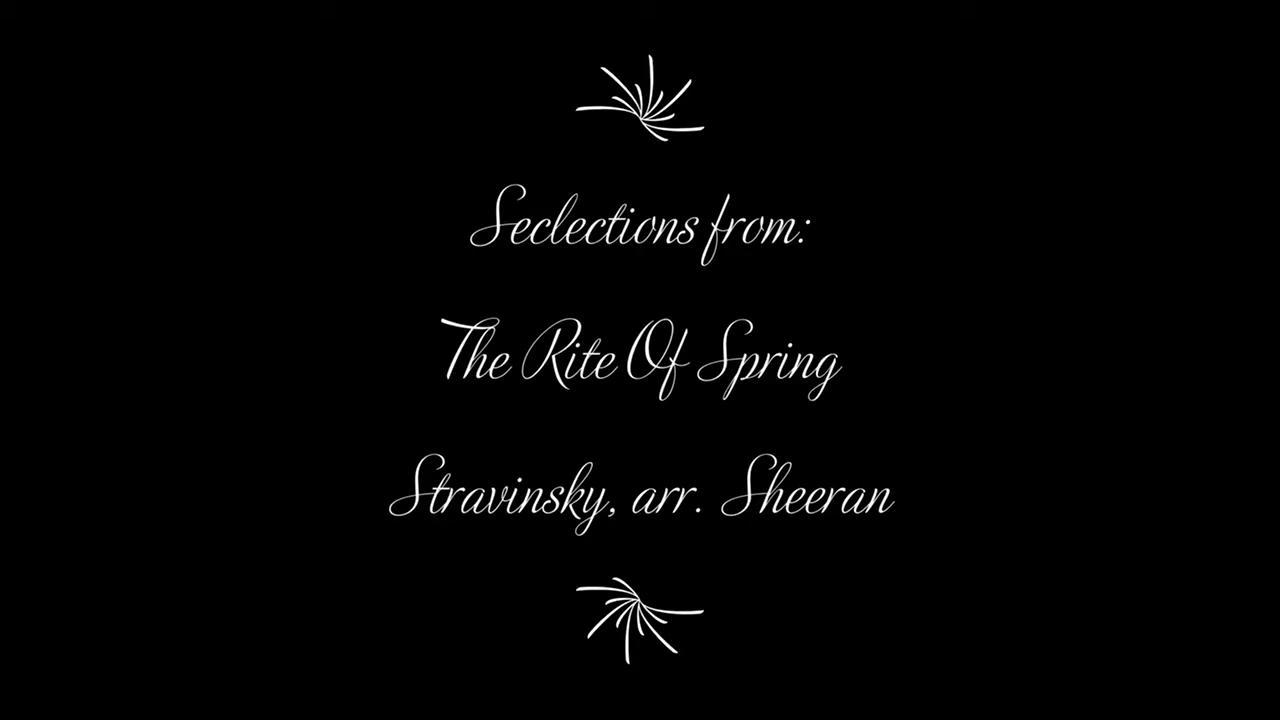 Seclections from:
The Rite Of Spring
Stravinsky, arr. Sheeran